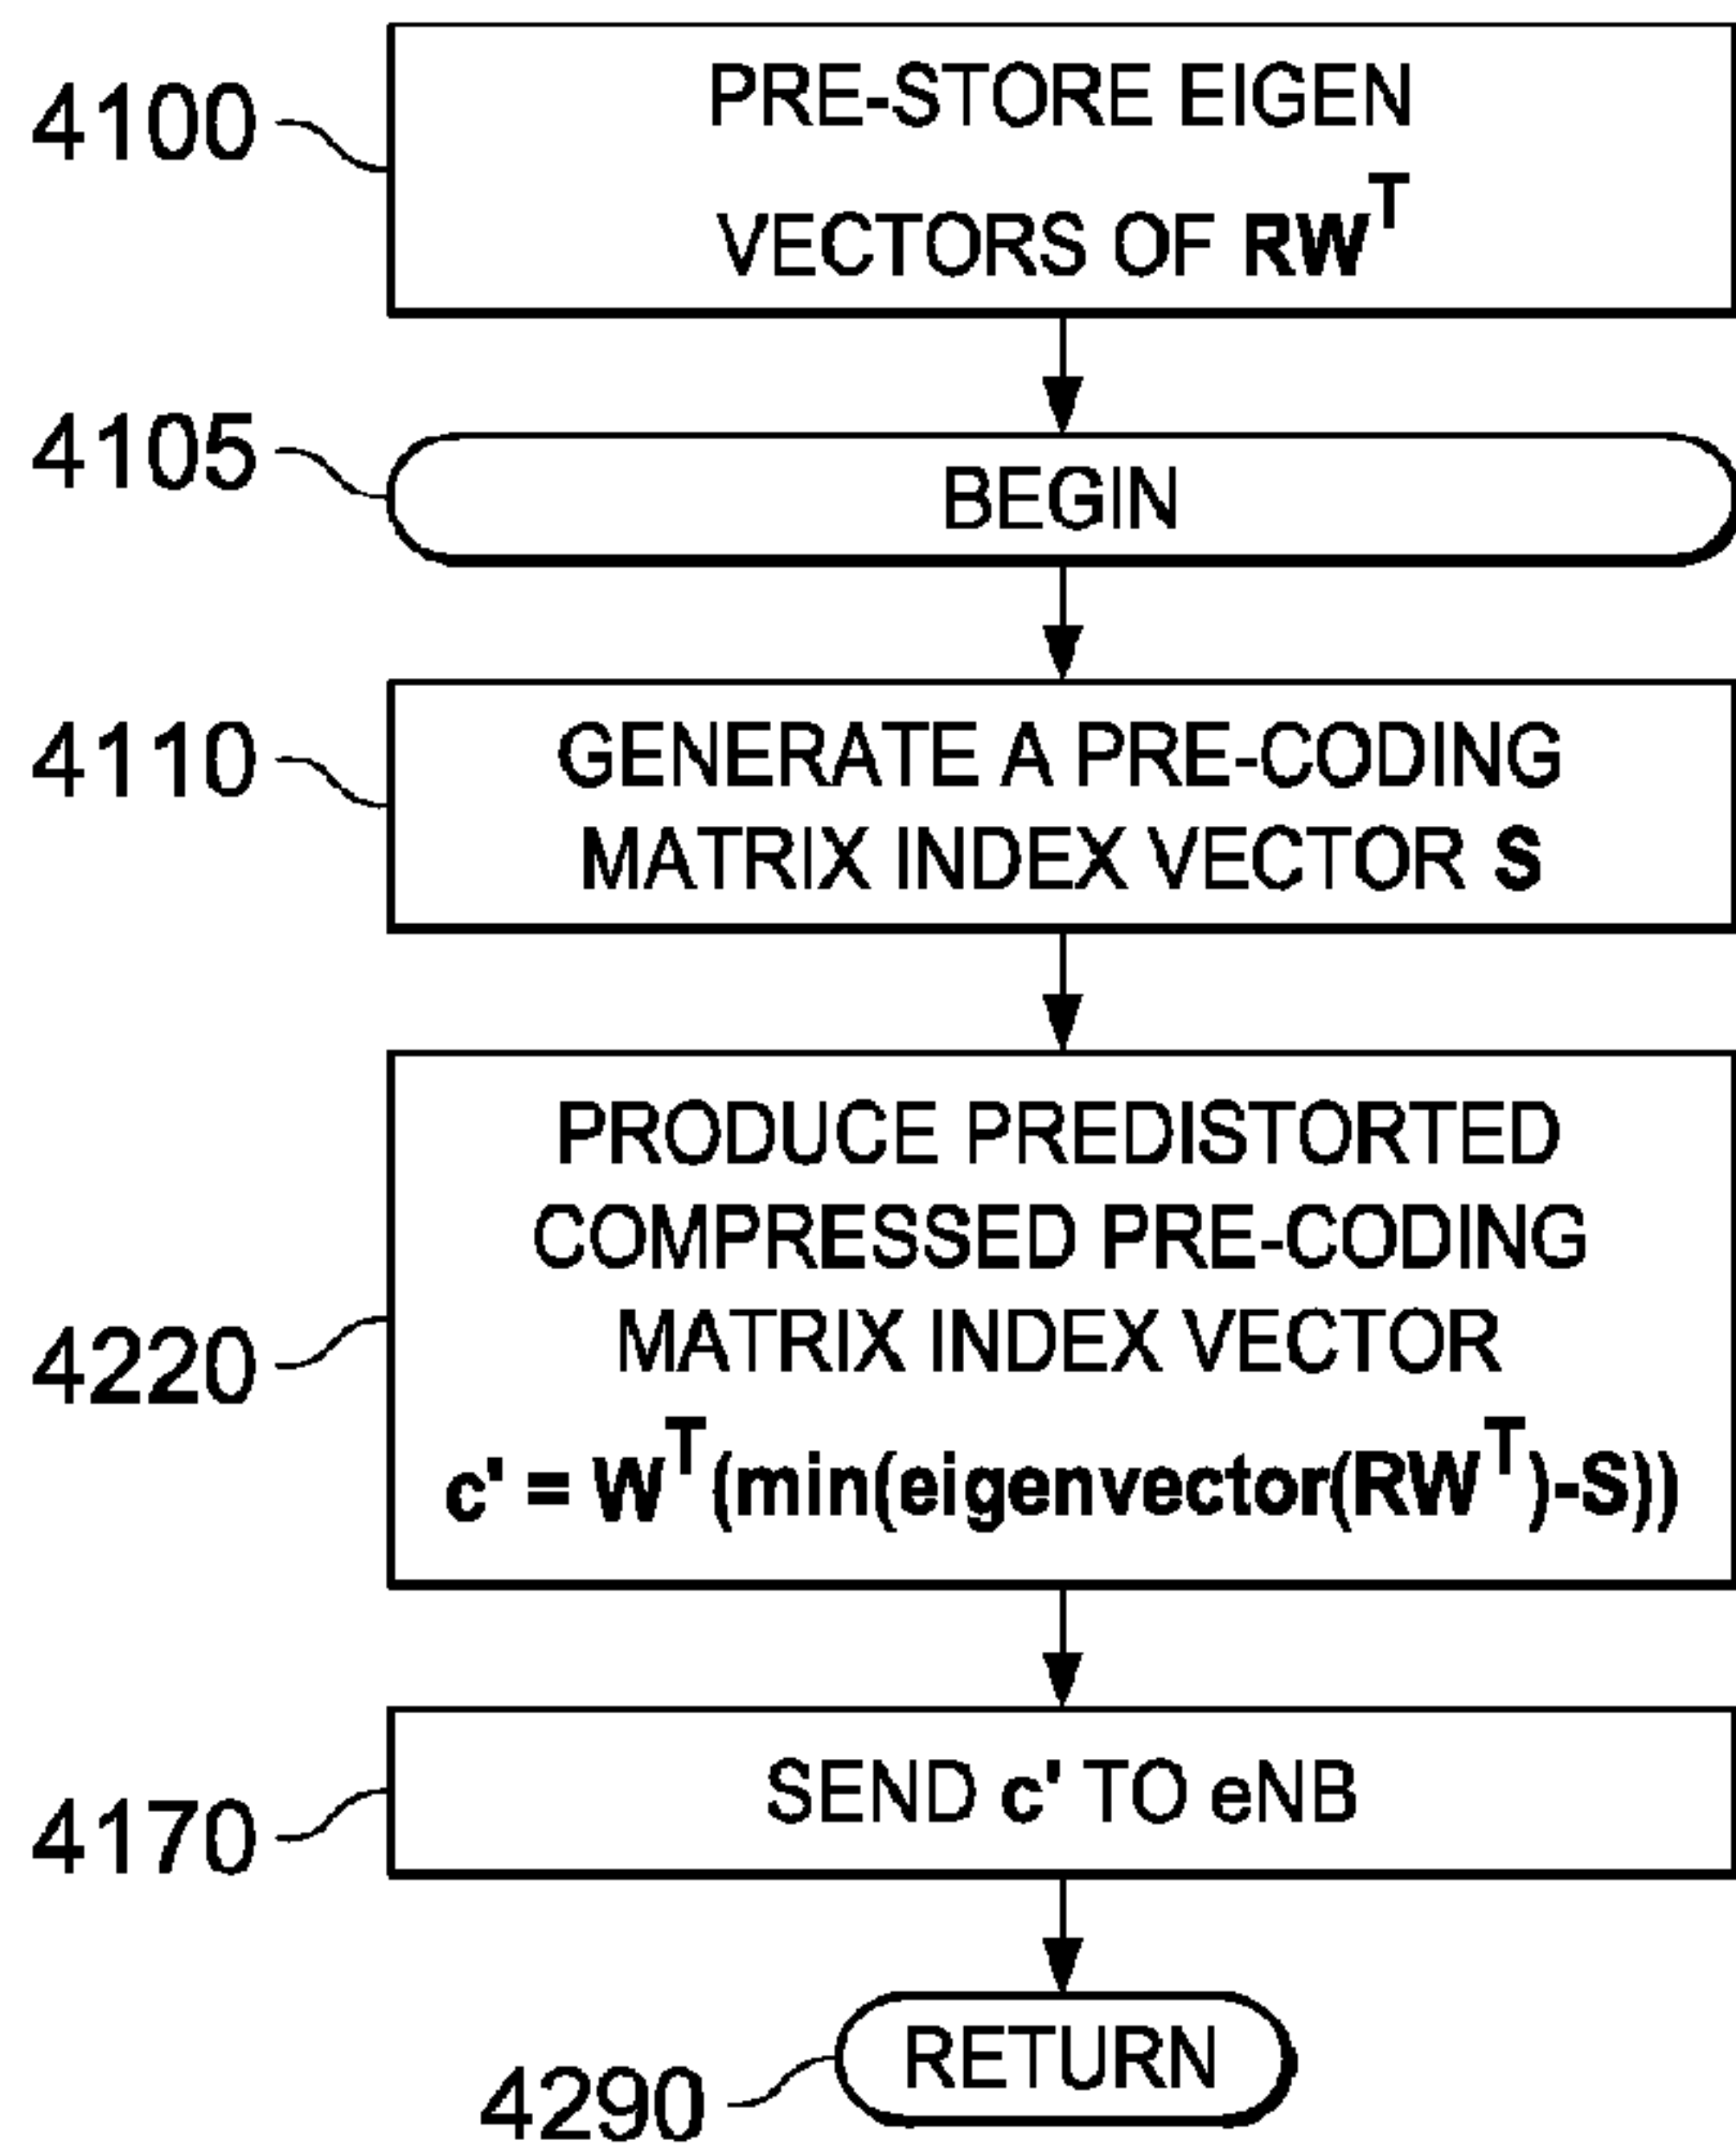 4100
PRE-STORE EIGEN
VECTORS OF RW^T
4105
BEGIN
4110
GENERATE A PRE-CODING
MATRIX INDEX VECTOR S
4220
PRODUCE PREDISTORTED
COMPRESSED PRE-CODING
MATRIX INDEX VECTOR
c' = W^T(min(eigenvector(RW^T)-S))
4170
SEND c' TO eNB
4290
RETURN